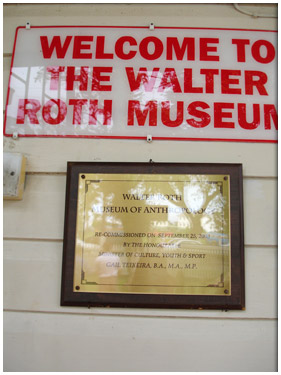 WELCOME TO
THE WALTER
ROTH MUSEUM
WALTER ROTH
MUSEUM OF ANTHROPOLOGY
RE-COMMISSIONED ON SEPTEMBER
BY THE HONOURABLE
MINISTER OF CULTURE, YOUTH & SPORT
GAIL TEIXEIRA, B.A., M.A., M.P.